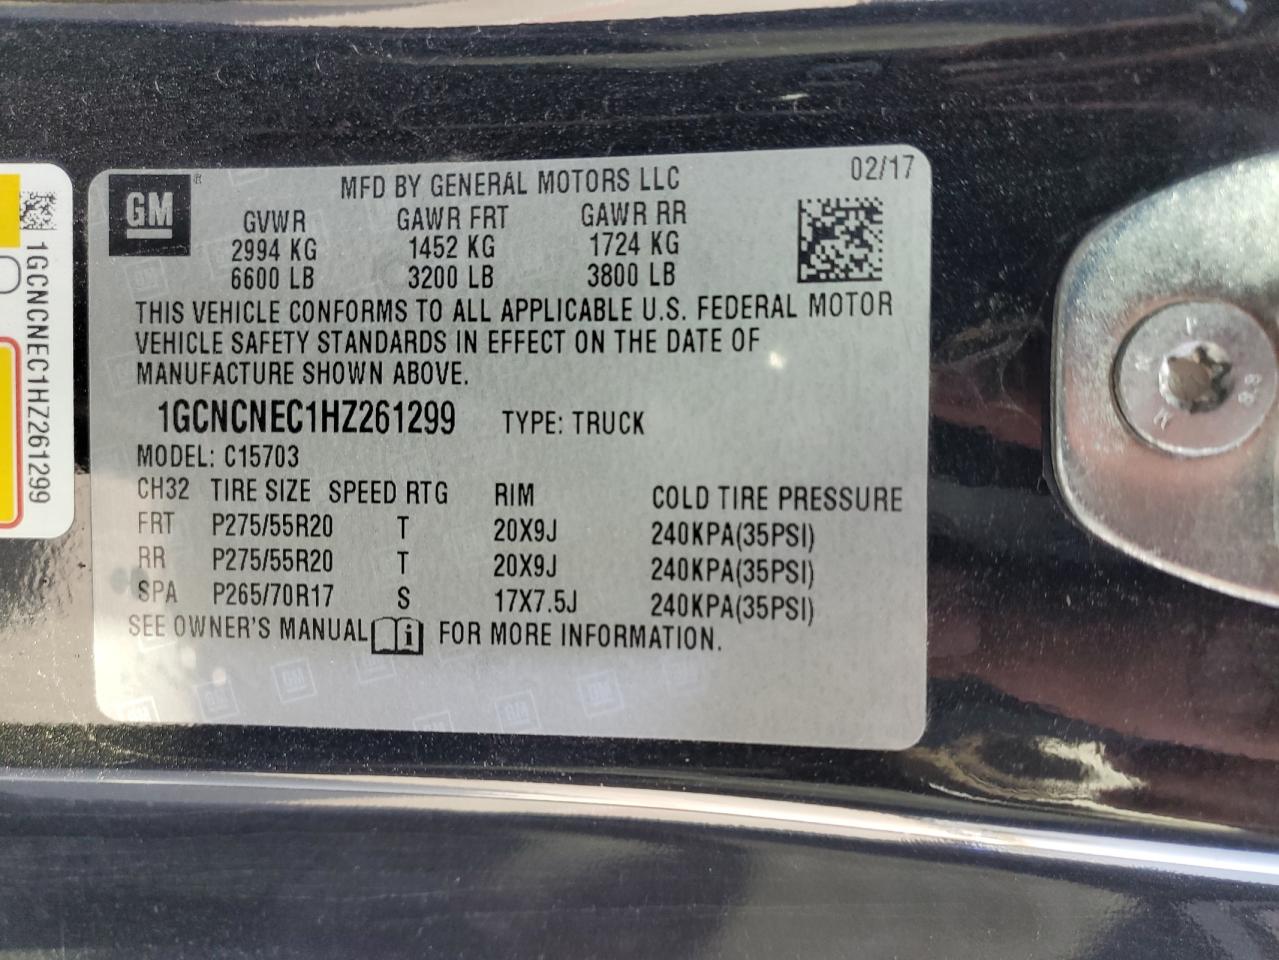 1GCNCNEC1HZ261299
GM
®
MFD BY GENERAL MOTORS LLC
02/17
GVWR GAWR FRT GAWR RR
2994 KG 1452 KG 1724 KG
6600 LB 3200 LB 3800 LB
THIS VEHICLE CONFORMS TO ALL APPLICABLE U.S. FEDERAL MOTOR
VEHICLE SAFETY STANDARDS IN EFFECT ON THE DATE OF
MANUFACTURE SHOWN ABOVE.
1GCNCNEC1HZ261299 TYPE: TRUCK
MODEL: C15703
CH32 TIRE SIZE SPEED RTG RIM COLD TIRE PRESSURE
FRT P275/55R20 T 20X9J 240KPA(35PSI)
RR P275/55R20 T 20X9J 240KPA(35PSI)
SPA P265/70R17 S 17X7.5J 240KPA(35PSI)
SEE OWNER'S MANUAL i FOR MORE INFORMATION.
GM GM GM GM